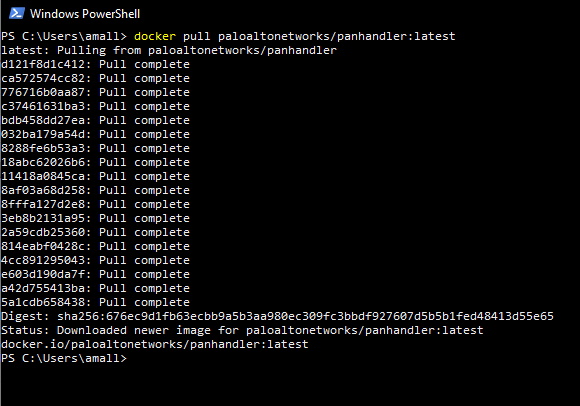 Windows PowerShell
PS C:\Users\amall> docker pull paloaltonetworks/panhandler:latest
latest: Pulling from paloaltonetworks/panhandler
d121f8d1c412: Pull complete
ca572574cc82: Pull complete
776716b0aa87: Pull complete
c37461631ba3: Pull complete
bdb458dd27ea: Pull complete
032ba179a54d: Pull complete
8288fe6b53a3: Pull complete
18abc62026b6: Pull complete
11418a0845ca: Pull complete
8af03a68d258: Pull complete
8fffa127d2e8: Pull complete
3eb8b2131a95: Pull complete
2a59cdb25360: Pull complete
814eabf0428c: Pull complete
4cc891295043: Pull complete
e603d190da7f: Pull complete
a42d755413ba: Pull complete
5a1cdb658438: Pull complete
Digest: sha256:676ec9d1fb63ecbb9a5b3aa980ec309fc3bbdf927607d5b5b1fed48413d55e65
Status: Downloaded newer image for paloaltonetworks/panhandler:latest
docker.io/paloaltonetworks/panhandler:latest
PS C:\Users\amall>